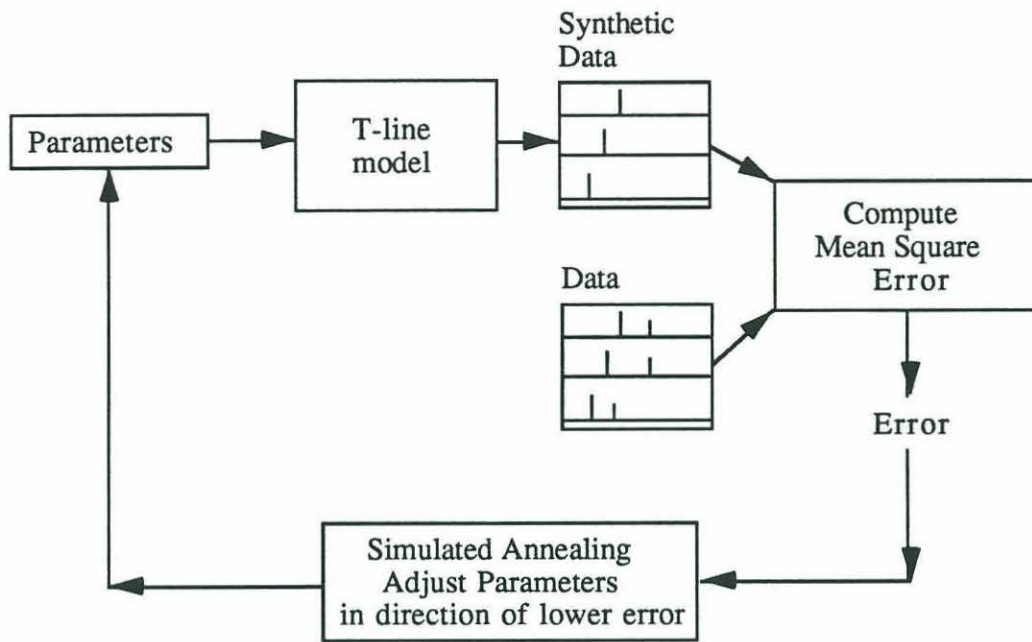 Synthetic
Data
Parameters
T-line
model
Compute
Mean Square
Error
Data
Error
Simulated Annealing
Adjust Parameters
in direction of lower error